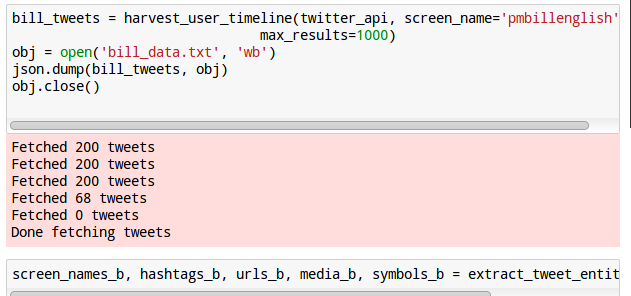 bill_tweets = harvest_user_timeline(twitter_api, screen_name='pmbillenglish'
max_results=1000)
obj = open('bill_data.txt', 'wb')
json.dump(bill_tweets, obj)
obj.close()
Fetched 200 tweets
Fetched 200 tweets
Fetched 200 tweets
Fetched 68 tweets
Fetched 0 tweets
Done fetching tweets
screen_names_b, hashtags_b, urls_b, media_b, symbols_b = extract_tweet_entit